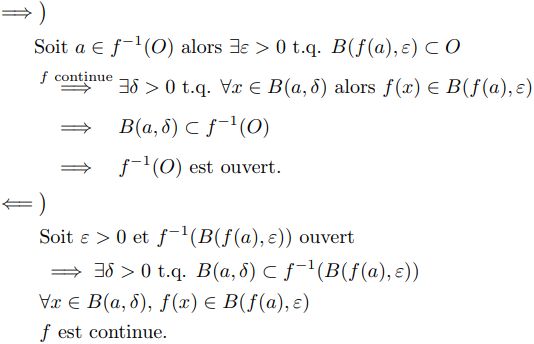 ⟹ )
Soit a ∈ f⁻¹(O) alors ∃ε > 0 t.q. B(f(a), ε) ⊂ O
f continue ⟹ ∃δ > 0 t.q. ∀x ∈ B(a, δ) alors f(x) ∈ B(f(a), ε)
⟹ B(a, δ) ⊂ f⁻¹(O)
⟹ f⁻¹(O) est ouvert.
⟸ )
Soit ε > 0 et f⁻¹(B(f(a), ε)) ouvert
⟹ ∃δ > 0 t.q. B(a, δ) ⊂ f⁻¹(B(f(a), ε))
∀x ∈ B(a, δ), f(x) ∈ B(f(a), ε)
f est continue.